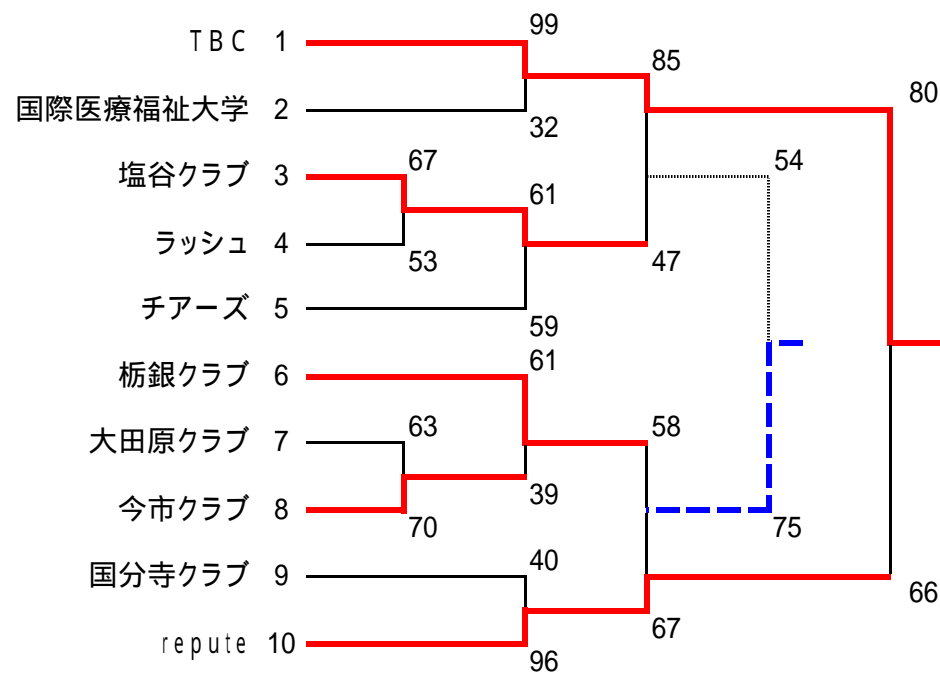 99
TBC 1
85
80
国際医療福祉大学 2
32
67
54
塩谷クラブ 3
61
ラッシュ 4
53
47
チアーズ 5
59
61
栃銀クラブ 6
63
58
大田原クラブ 7
39
今市クラブ 8
70
75
40
国分寺クラブ 9
66
67
repute 10
96